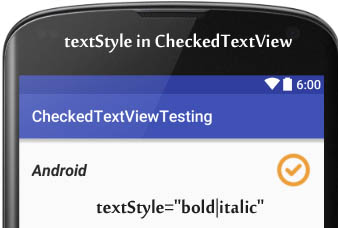 textStyle in CheckedTextView
6:00
CheckedTextViewTesting
Android
textStyle="bold|italic"